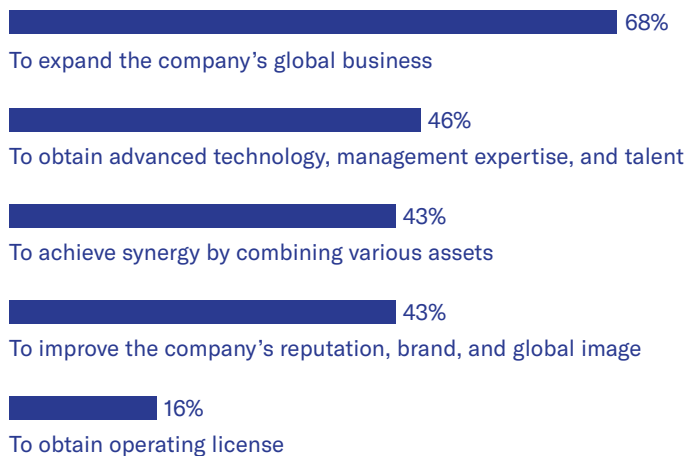 68%
To expand the company’s global business
46%
To obtain advanced technology, management expertise, and talent
43%
To achieve synergy by combining various assets
43%
To improve the company’s reputation, brand, and global image
16%
To obtain operating license